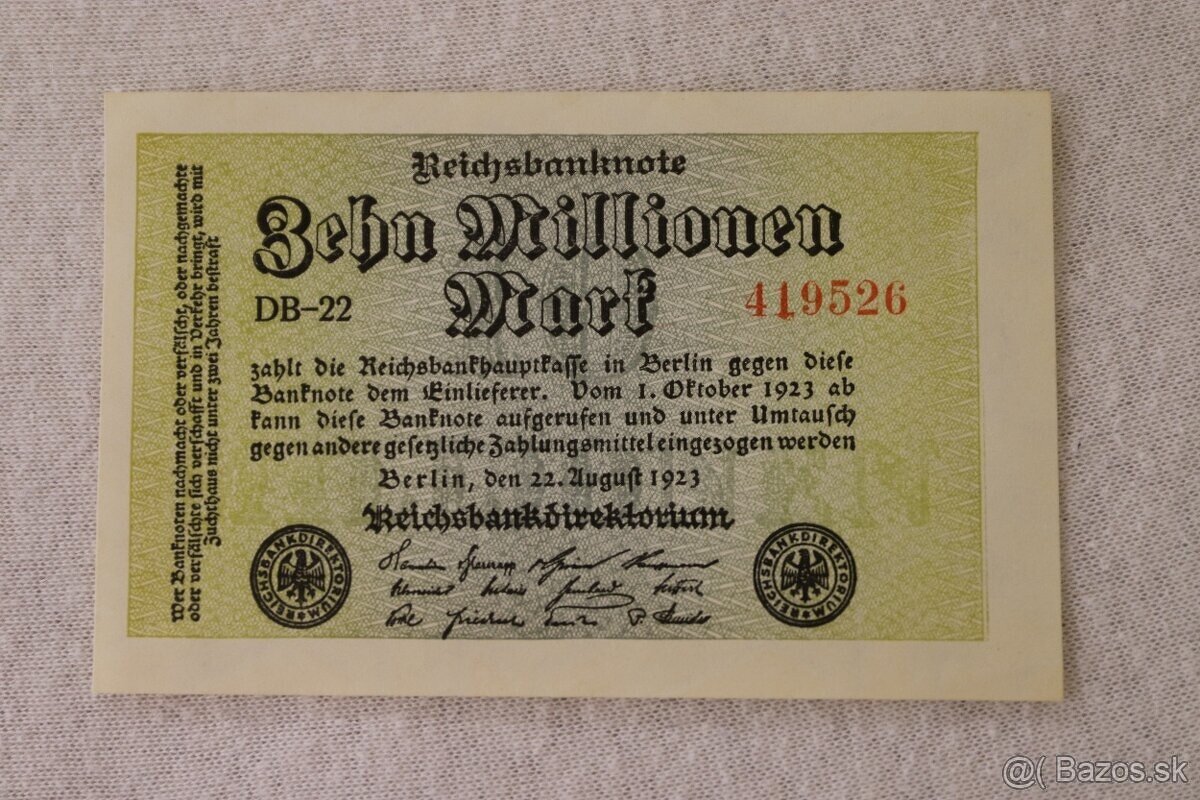 Reichsbanknote
Zehn Millionen
Mark
DB-22
419526
zahlt die Reichsbankhauptkasse in Berlin gegen diese
Banknote dem Einlieferer. Vom 1. Oktober 1923 ab
kann diese Banknote aufgerufen und unter Umtausch
gegen andere gesetzliche Zahlungsmittel eingezogen werden
Berlin, den 22. August 1923
Reichsbankdirektorium
REICHSBANKDIREKTORIUM
REICHSBANKDIREKTORIUM
Wer Banknoten nachmacht oder verfälscht, oder nachgemachte
oder verfälschte sich verschafft und in Verkehr bringt, wird mit
Zuchthaus nicht unter zwei Jahren bestraft
@( Bazos.sk